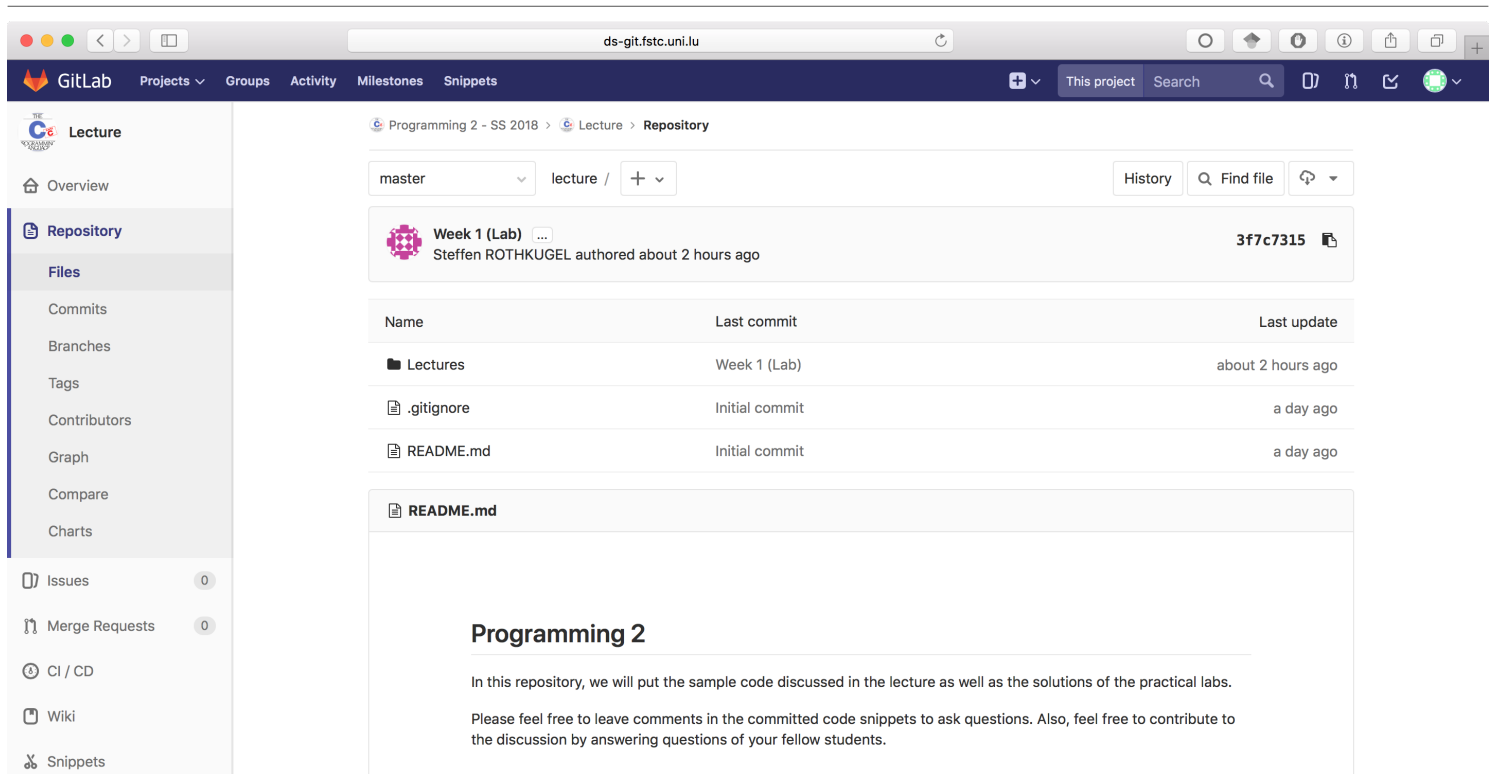 ds-git.fstc.uni.lu
GitLab Projects Groups Activity Milestones Snippets This project Search
THE C PROGRAMMING LANGUAGE
Lecture
Overview
Repository
Files
Commits
Branches
Tags
Contributors
Graph
Compare
Charts
Issues 0
Merge Requests 0
CI / CD
Wiki
Snippets
Programming 2 - SS 2018 > Lecture > Repository
master lecture / + History Find file
Week 1 (Lab) ...
Steffen ROTHKUGEL authored about 2 hours ago
3f7c7315
Name Last commit Last update
Lectures Week 1 (Lab) about 2 hours ago
.gitignore Initial commit a day ago
README.md Initial commit a day ago
README.md
Programming 2
In this repository, we will put the sample code discussed in the lecture as well as the solutions of the practical labs.
Please feel free to leave comments in the committed code snippets to ask questions. Also, feel free to contribute to
the discussion by answering questions of your fellow students.